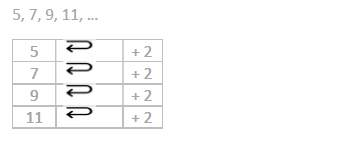 5, 7, 9, 11, ...
5 + 2
7 + 2
9 + 2
11 + 2